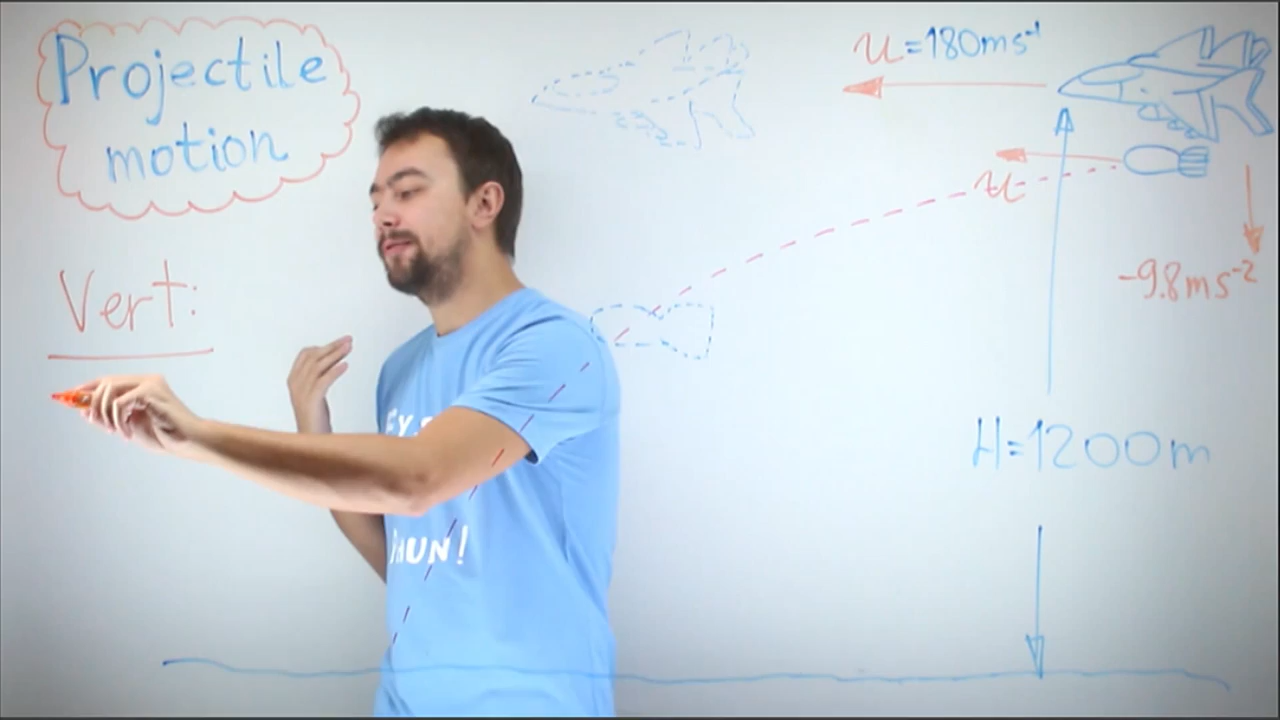 Projectile
motion
Vert:
u=180ms⁻¹
u
-9.8ms⁻²
H=1200m